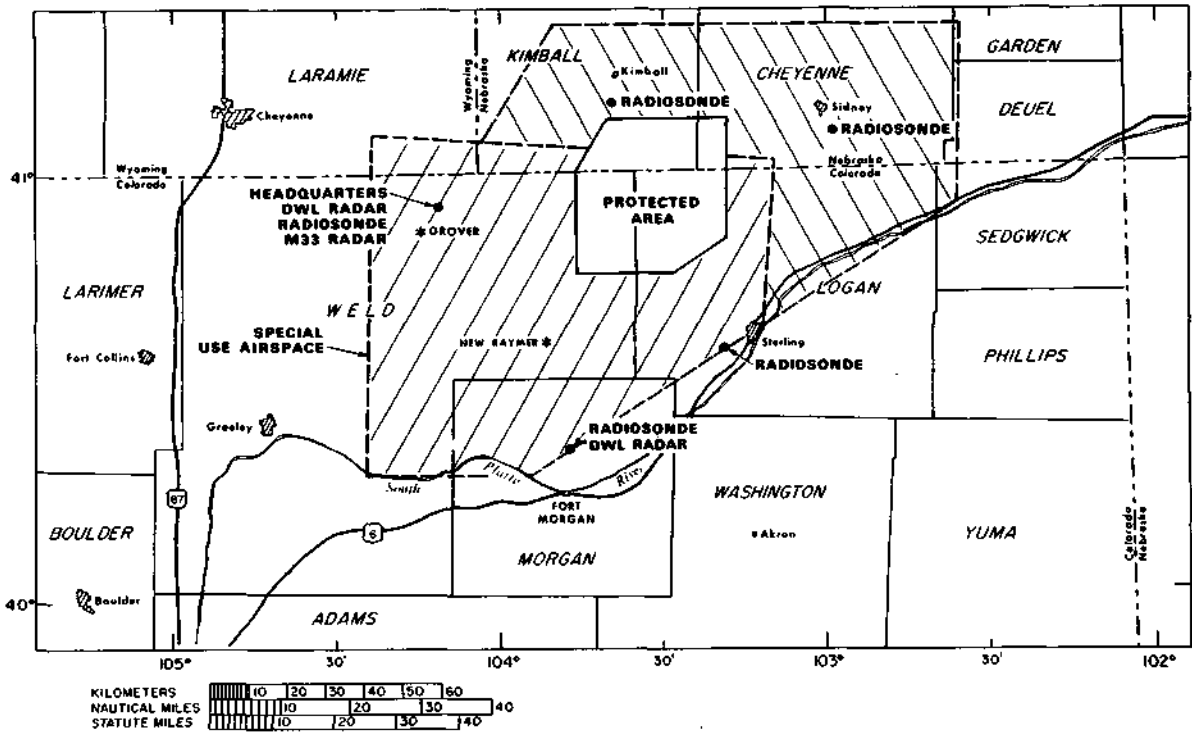 KIMBALL
GARDEN
LARAMIE
Wyoming
Nebraska
Kimball
CHEYENNE
DEUEL
RADIOSONDE
Sidney
Cheyenne
RADIOSONDE
Wyoming
Colorado
Nebraska
Colorado
41°
HEADQUARTERS
DWL RADAR
RADIOSONDE
M33 RADAR
GROVER
PROTECTED
AREA
SEDGWICK
LARIMER
WELD
LOGAN
SPECIAL
USE AIRSPACE
NEW RAYMER
Sterling
Fort Collins
RADIOSONDE
PHILLIPS
Greeley
RADIOSONDE
DWL RADAR
South Platte River
87
FORT
MORGAN
WASHINGTON
BOULDER
6
Akron
YUMA
Colorado
Nebraska
MORGAN
Boulder
40°
ADAMS
105° 30' 104° 30' 103° 30' 102°
KILOMETERS 10 20 30 40 50 60
NAUTICAL MILES 10 20 30 40
STATUTE MILES 10 20 30 40